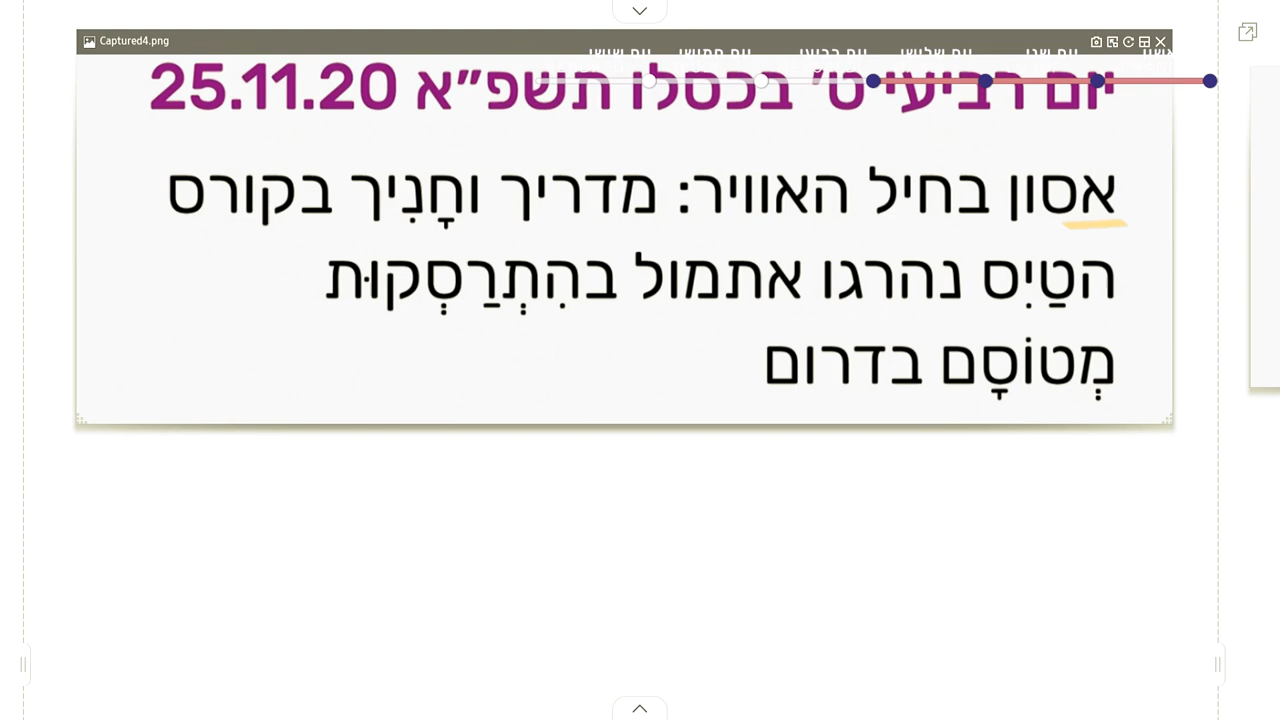 Captured4.png
יום רביעי ט׳ בכסלו תשפ״א 25.11.20
אסון בחיל האוויר: מדריך וחָנִיך בקורס
הטַיִס נהרגו אתמול בהִתְרַסְקוּת
מְטוֹסָם בדרום